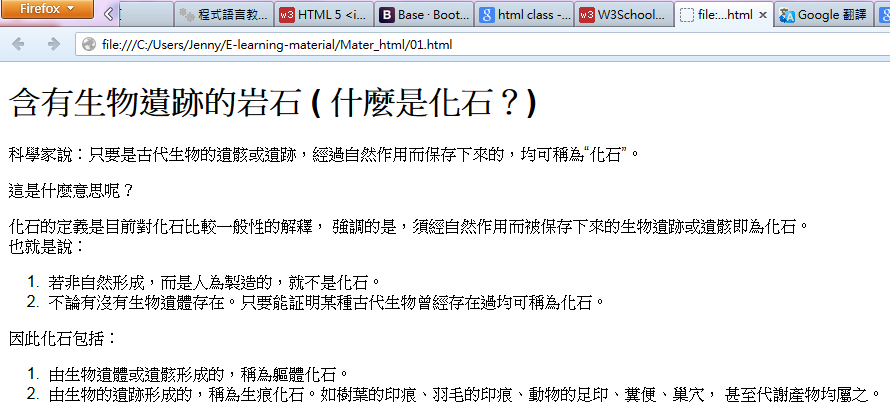 Firefox
程式語言教...
HTML 5 <i...
Base · Boot...
html class -...
W3School...
file:...html
Google 翻譯
file:///C:/Users/Jenny/E-learning-material/Mater_html/01.html
含有生物遺跡的岩石 ( 什麼是化石？)
科學家說：只要是古代生物的遺骸或遺跡，經過自然作用而保存下來的，均可稱為“化石”。
這是什麼意思呢？
化石的定義是目前對化石比較一般性的解釋， 強調的是，須經自然作用而被保存下來的生物遺跡或遺骸即為化石。
也就是說：
1. 若非自然形成，而是人為製造的，就不是化石。
2. 不論有沒有生物遺體存在。只要能証明某種古代生物曾經存在過均可稱為化石。
因此化石包括：
1. 由生物遺體或遺骸形成的，稱為軀體化石。
2. 由生物的遺跡形成的，稱為生痕化石。如樹葉的印痕、羽毛的印痕、動物的足印、糞便、巢穴， 甚至代謝產物均屬之。